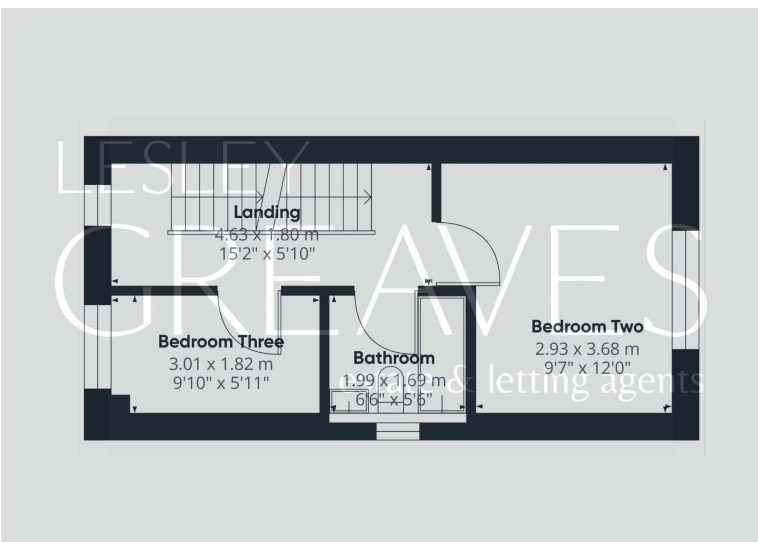 LESLEY
GREAVES
estate & letting agents
Landing
4.63 x 1.80 m
15'2" x 5'10"
Bedroom Three
3.01 x 1.82 m
9'10" x 5'11"
Bathroom
1.99 x 1.69 m
6'6" x 5'6"
Bedroom Two
2.93 x 3.68 m
9'7" x 12'0"